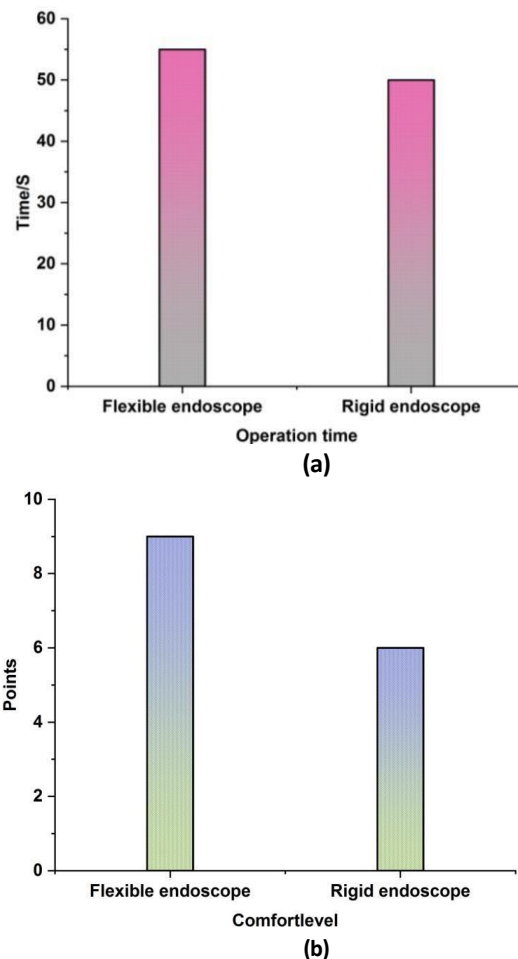 60
50
40
30
20
10
0
Time/S
Flexible endoscope
Rigid endoscope
Operation time
(a)
10
8
6
4
2
0
Points
Flexible endoscope
Rigid endoscope
Comfortlevel
(b)